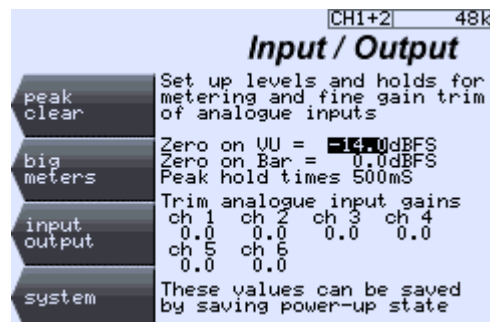 CH1+2 48k
Input / Output
peak
clear
Set up levels and holds for
metering and fine gain trim
of analogue inputs
big
meters
Zero on VU = -14.0dBFS
Zero on Bar = 0.0dBFS
Peak hold times 500mS
input
output
Trim analogue input gains
ch 1 ch 2 ch 3 ch 4
0.0 0.0 0.0 0.0
ch 5 ch 6
0.0 0.0
system
These values can be saved
by saving power-up state